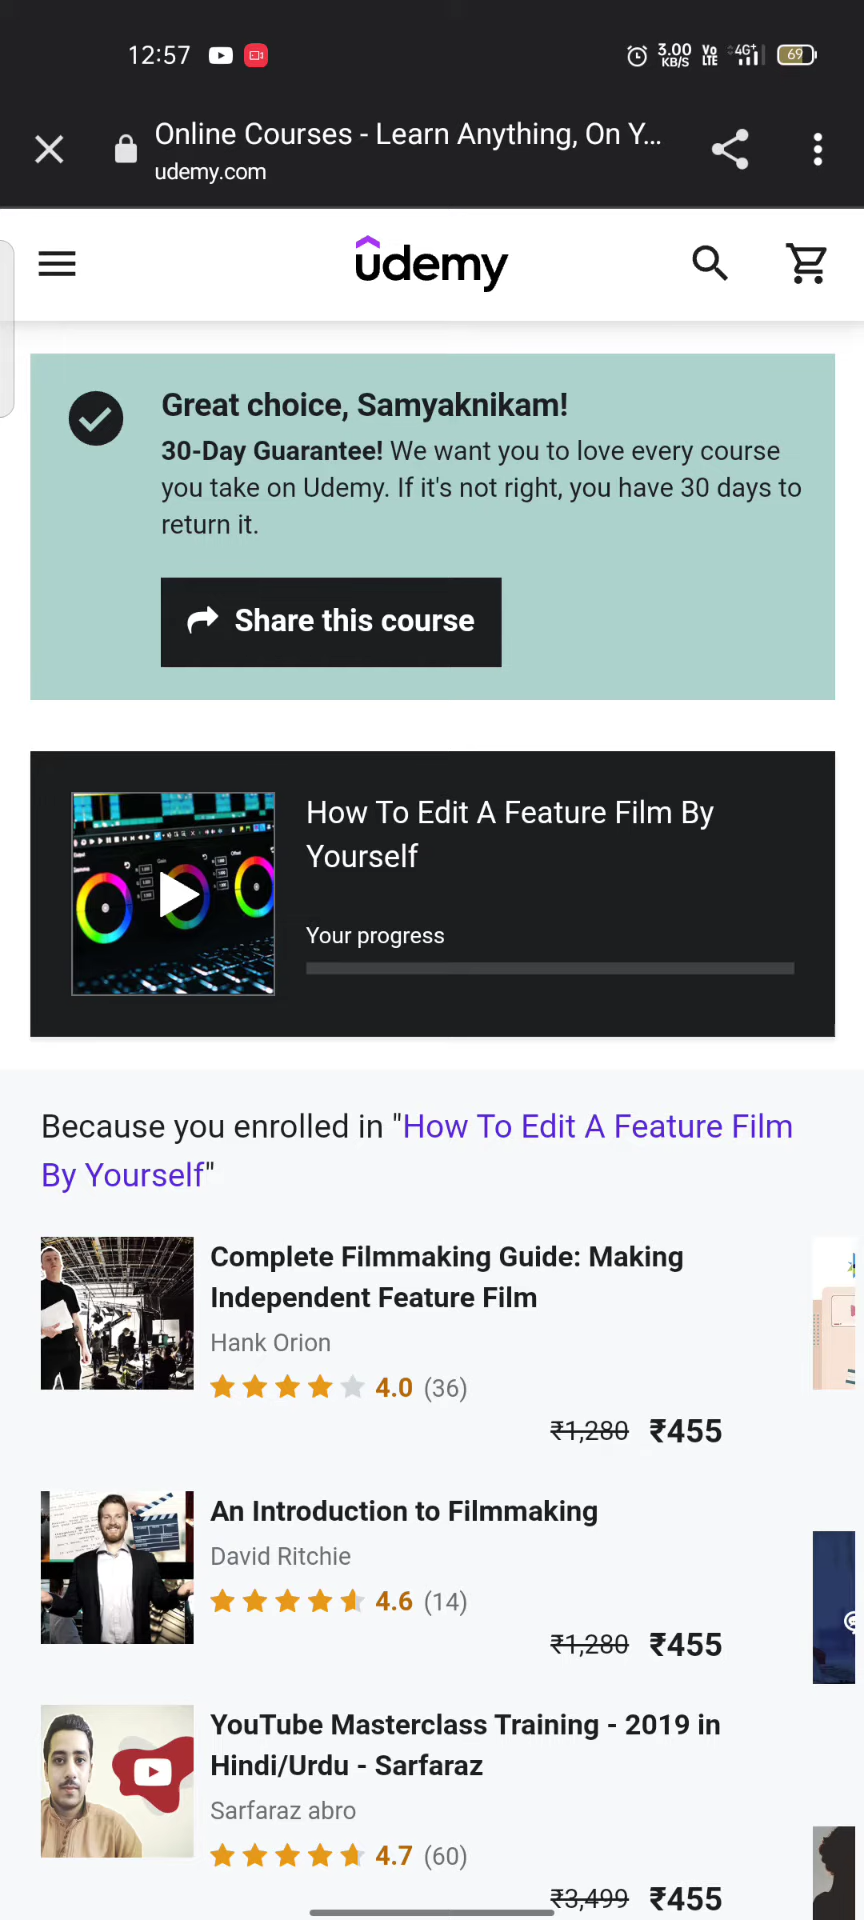 12:57
3.00 KB/S
Vo LTE
4G+
69
Online Courses - Learn Anything, On Y...
udemy.com
udemy
Great choice, Samyaknikam!
30-Day Guarantee! We want you to love every course
you take on Udemy. If it's not right, you have 30 days to
return it.
Share this course
How To Edit A Feature Film By
Yourself
Your progress
Because you enrolled in "How To Edit A Feature Film
By Yourself"
Complete Filmmaking Guide: Making
Independent Feature Film
Hank Orion
4.0 (36)
₹1,280 ₹455
An Introduction to Filmmaking
David Ritchie
4.6 (14)
₹1,280 ₹455
YouTube Masterclass Training - 2019 in
Hindi/Urdu - Sarfaraz
Sarfaraz abro
4.7 (60)
₹3,499 ₹455